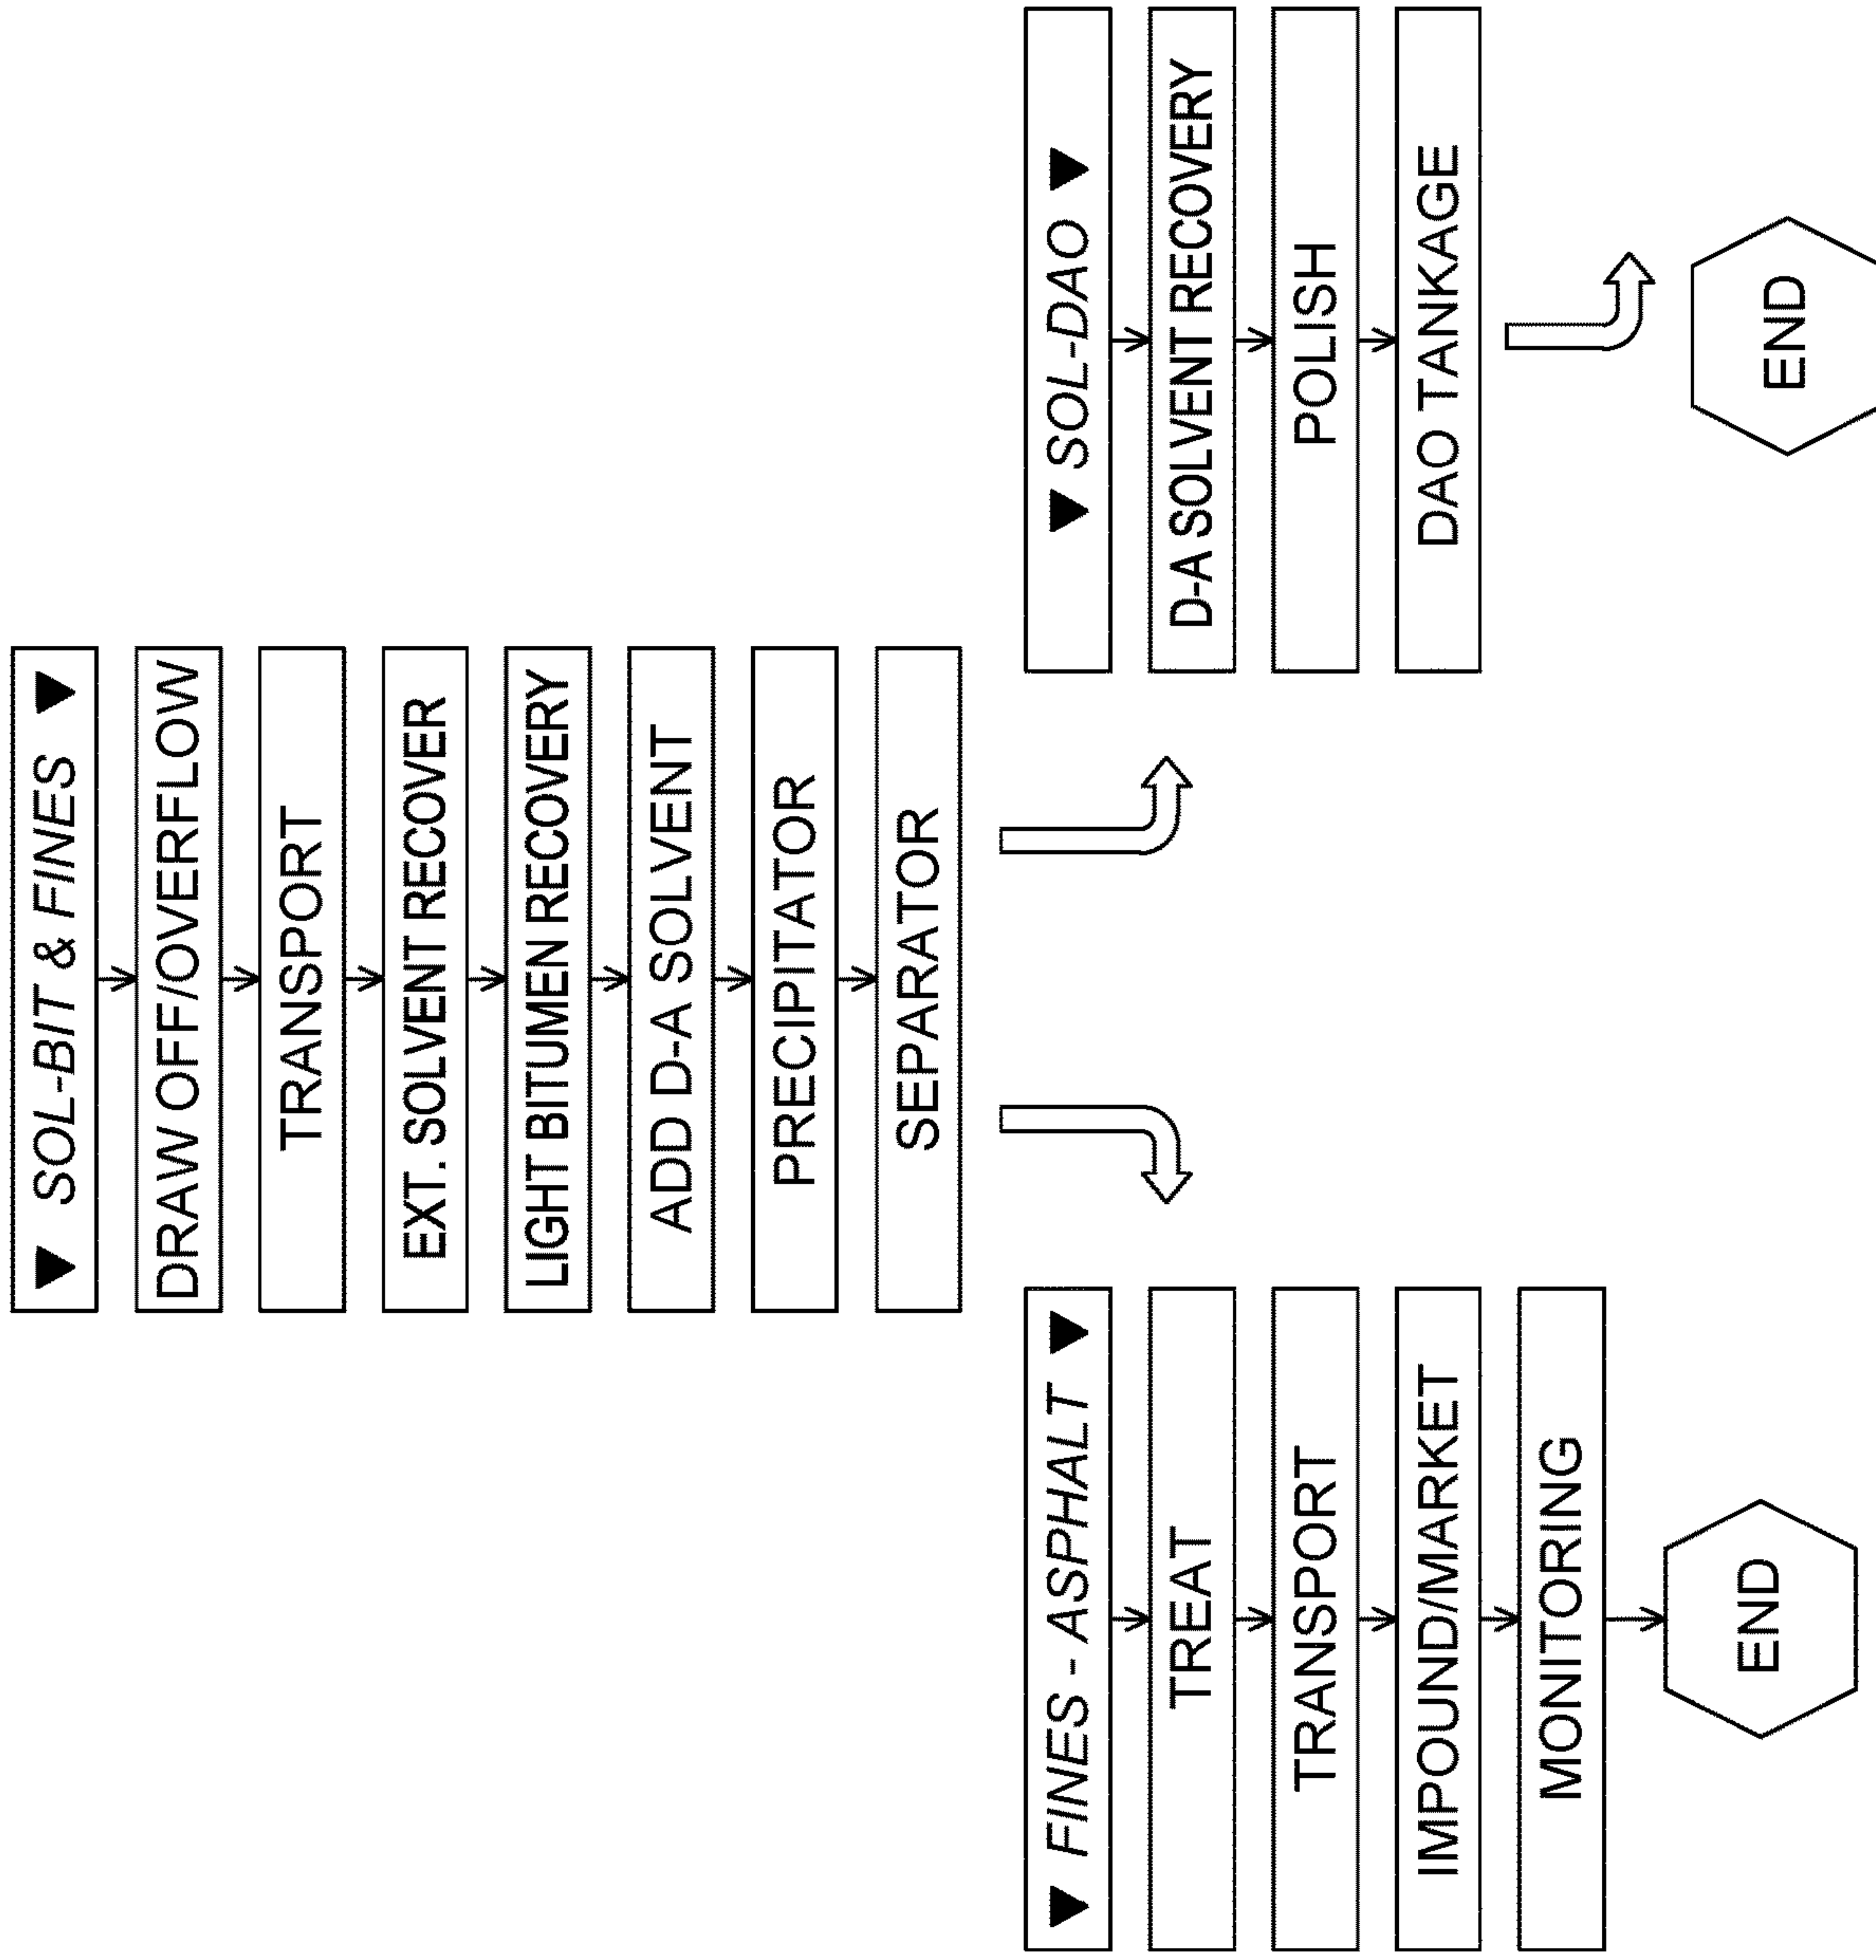 ▼ SOL-BIT & FINES ▼
DRAW OFF/OVERFLOW
TRANSPORT
EXT. SOLVENT RECOVER
LIGHT BITUMEN RECOVERY
ADD D-A SOLVENT
PRECIPITATOR
SEPARATOR
▼ FINES - ASPHALT ▼
TREAT
TRANSPORT
IMPOUND/MARKET
MONITORING
END
▼ SOL-DAO ▼
D-A SOLVENT RECOVERY
POLISH
DAO TANKAGE
END